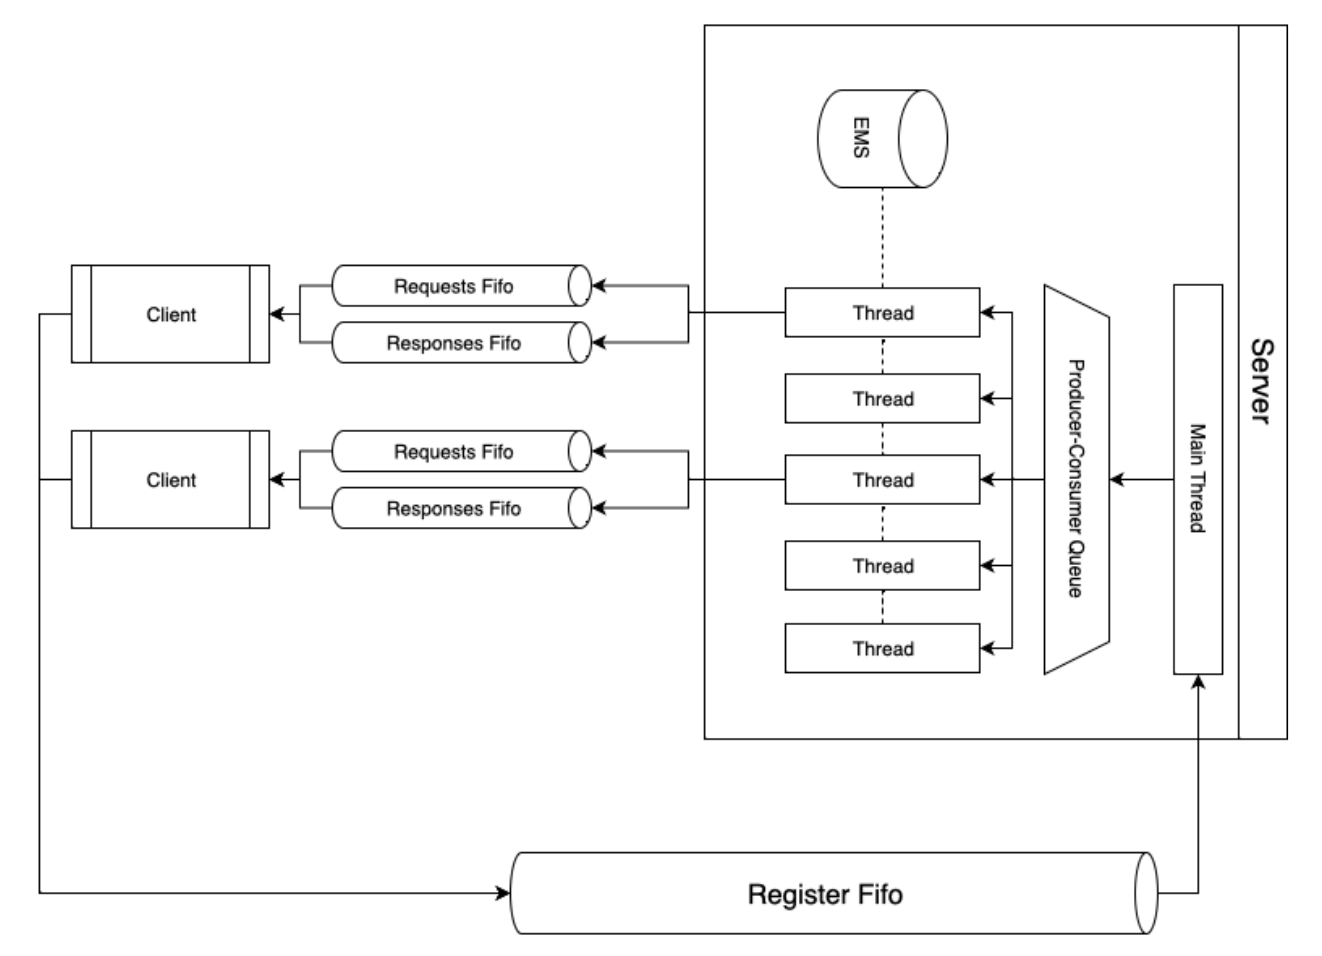 EMS
Server
Client
Requests Fifo
Responses Fifo
Thread
Thread
Client
Requests Fifo
Responses Fifo
Thread
Thread
Thread
Producer-Consumer Queue
Main Thread
Register Fifo